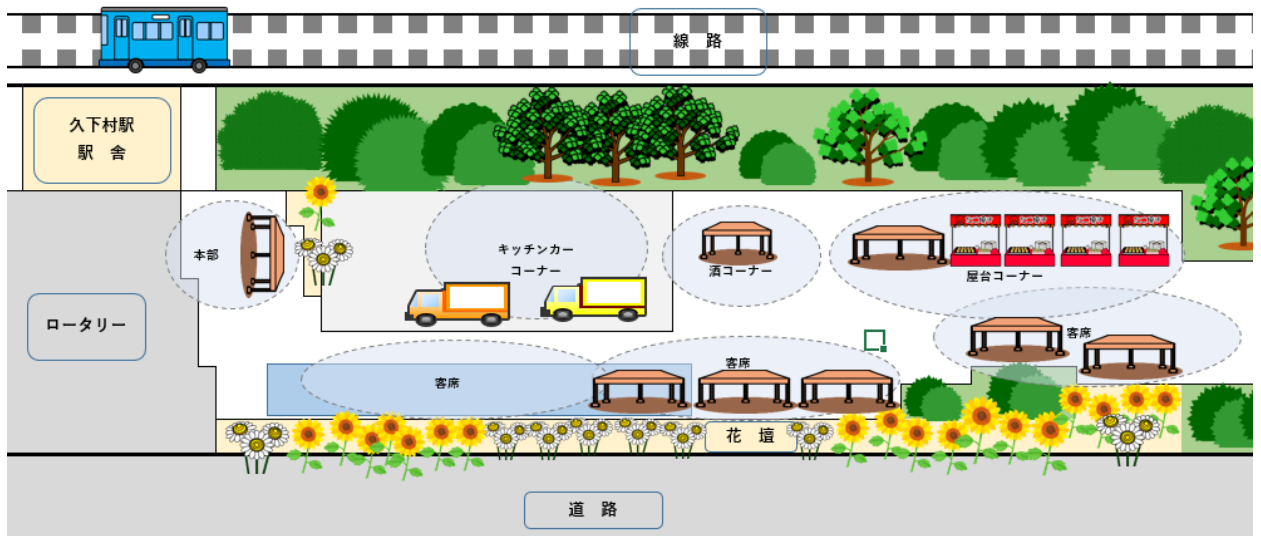 線　路
久下村駅
駅　舎
本部
キッチンカー
コーナー
酒コーナー
屋台コーナー
ロータリー
客席
客席
客席
花　壇
道　路